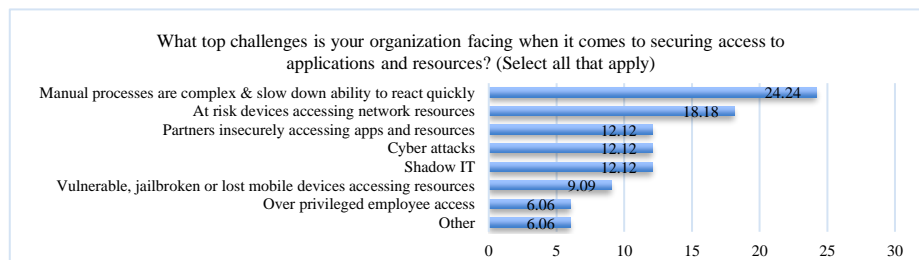 What top challenges is your organization facing when it comes to securing access to
applications and resources? (Select all that apply)
Manual processes are complex & slow down ability to react quickly 24.24
At risk devices accessing network resources 18.18
Partners insecurely accessing apps and resources 12.12
Cyber attacks 12.12
Shadow IT 12.12
Vulnerable, jailbroken or lost mobile devices accessing resources 9.09
Over privileged employee access 6.06
Other 6.06
0 5 10 15 20 25 30